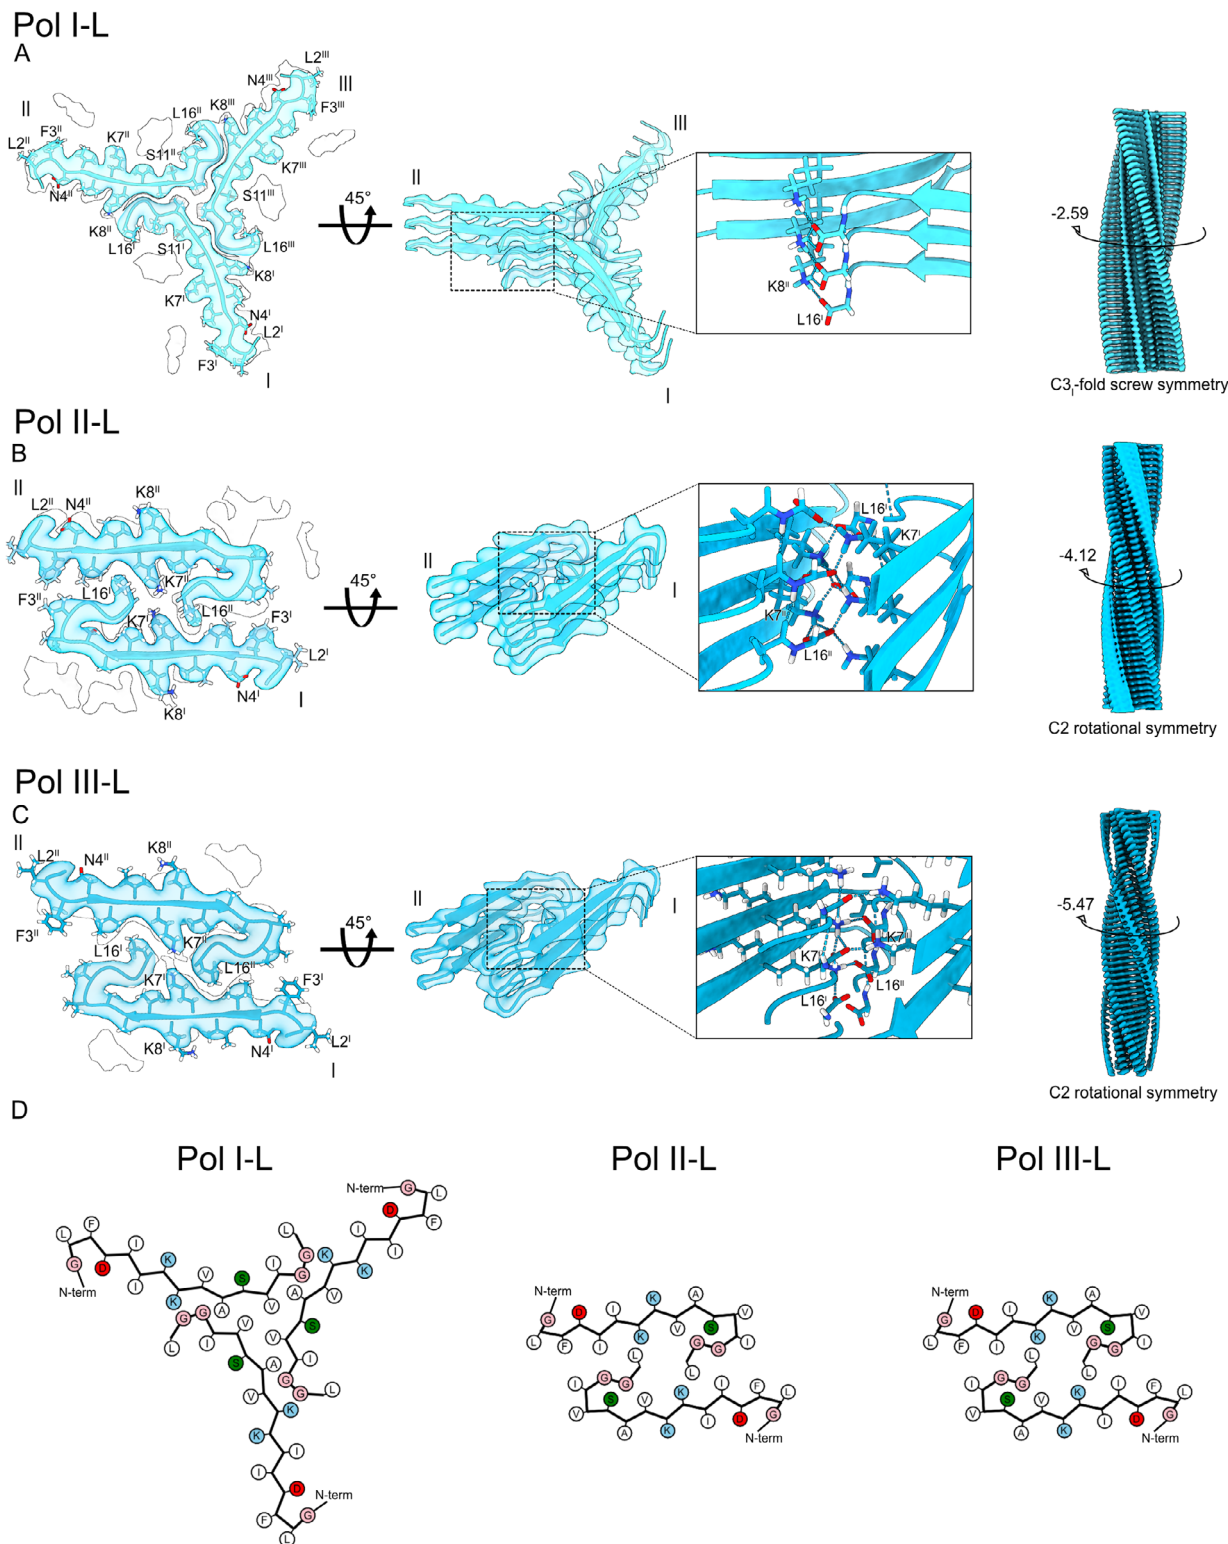 Pol I-L
A
L2III
N4III
III
II
K8III
L16II
F3III
F3II
K7II
L2II
S11II
K7III
N4II
S11III
K8II
L16I
S11I
L16III
K8I
K7I
N4I
L2I
F3I
I
45°
III
II
I
K8II
L16I
-2.59
C3I-fold screw symmetry
Pol II-L
B
II
L2II
N4II
K8II
F3II
L16I
K7II
K7I
L16II
F3I
L2I
N4I
K8I
I
45°
II
I
L16I
K7I
K7II
L16II
-4.12
C2 rotational symmetry
Pol III-L
C
II
L2II
N4II
K8II
F3II
L16I
K7II
K7I
L16II
F3I
L2I
K8I
N4I
I
45°
II
I
K7I
K7II
L16I
L16II
-5.47
C2 rotational symmetry
D
Pol I-L
Pol II-L
Pol III-L
N-term G L F D I I K K V A S V I G G L
N-term G L F D I I K K V A S V I G G L
N-term G L F D I I K K V A S V I G G L
N-term G L F D I I K K V A S V I G G L
N-term G L F D I I K K V A S V I G G L
N-term G L F D I I K K V A S V I G G L
N-term G L F D I I K K V A S V I G G L